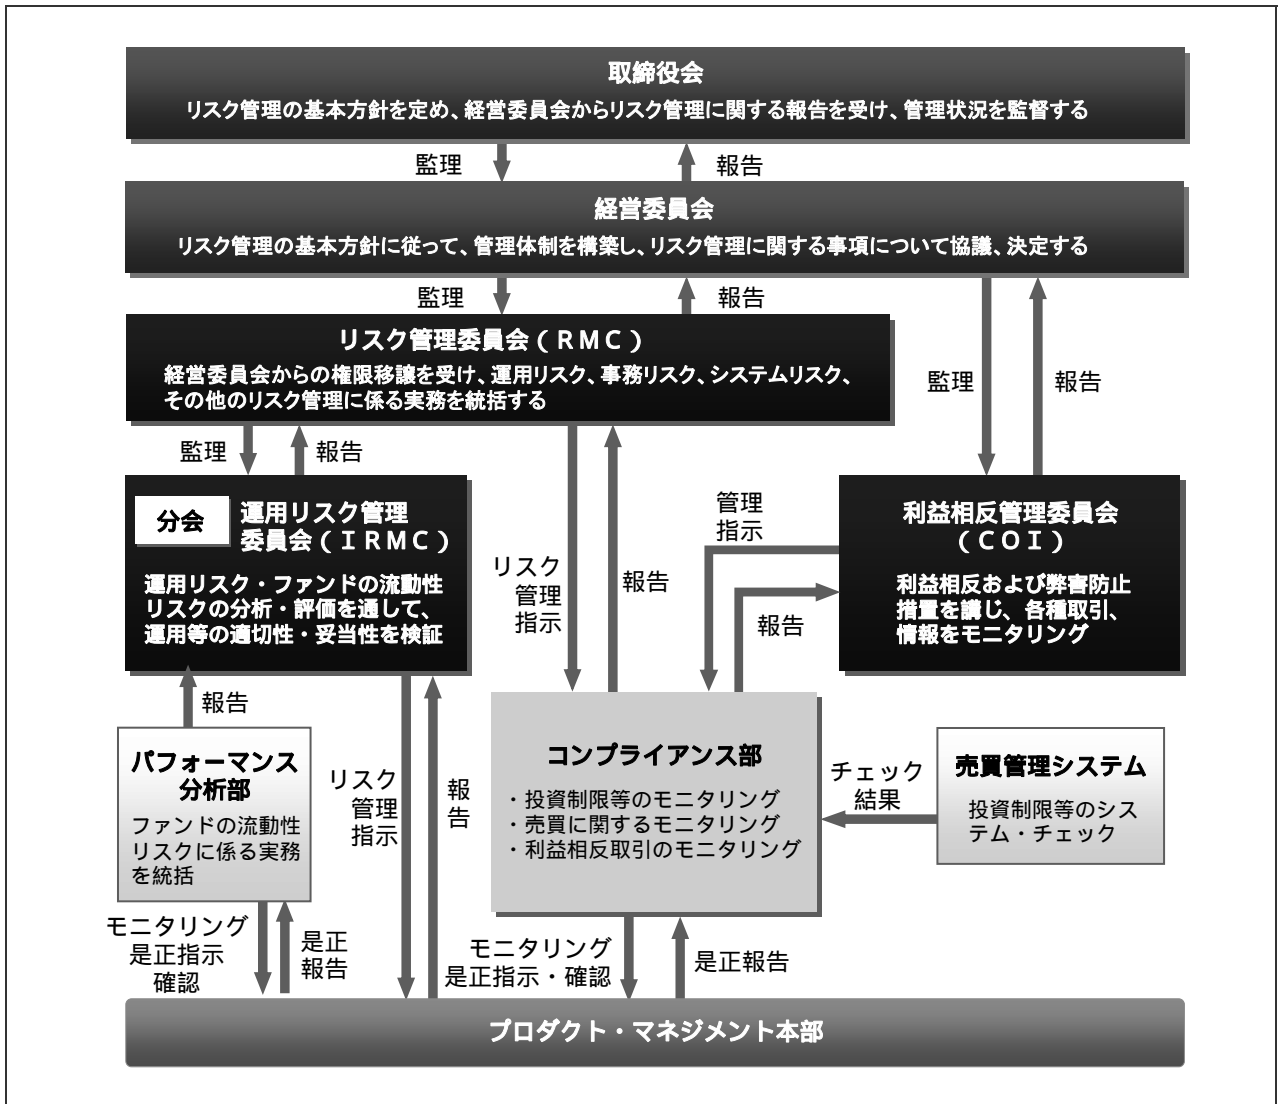 取締役会
リスク管理の基本方針を定め、経営委員会からリスク管理に関する報告を受け、管理状況を監督する
監理
報告
経営委員会
リスク管理の基本方針に従って、管理体制を構築し、リスク管理に関する事項について協議、決定する
監理
報告
リスク管理委員会(RMC)
経営委員会からの権限移譲を受け、運用リスク、事務リスク、システムリスク、
その他のリスク管理に係る実務を統括する
監理
報告
監理
報告
分会
運用リスク管理
委員会(IRMC)
運用リスク・ファンドの流動性
リスクの分析・評価を通して、
運用等の適切性・妥当性を検証
リスク
管理
指示
報告
管理
指示
報告
利益相反管理委員会
(COI)
利益相反および弊害防止
措置を講じ、各種取引、
情報をモニタリング
報告
パフォーマンス
分析部
ファンドの流動性
リスクに係る実務
を統括
リスク
管理
指示
報
告
コンプライアンス部
・投資制限等のモニタリング
・売買に関するモニタリング
・利益相反取引のモニタリング
チェック
結果
売買管理システム
投資制限等のシス
テム・チェック
モニタリング
是正指示
確認
是正
報告
モニタリング
是正指示・確認
是正報告
プロダクト・マネジメント本部